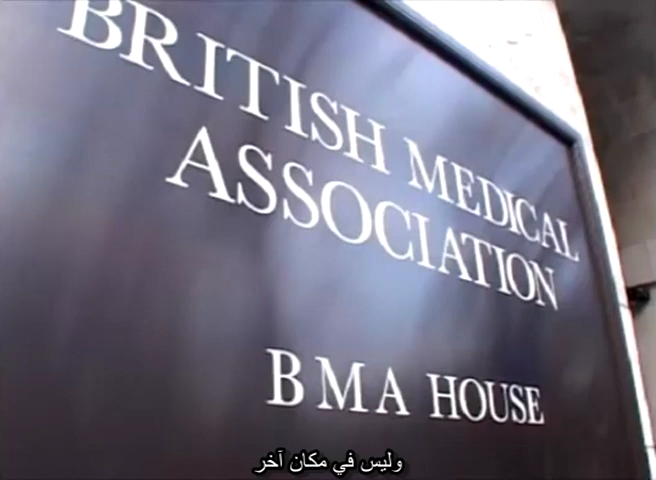 BRITISH MEDICAL
ASSOCIATION
BMA HOUSE
وليس في مكان آخر